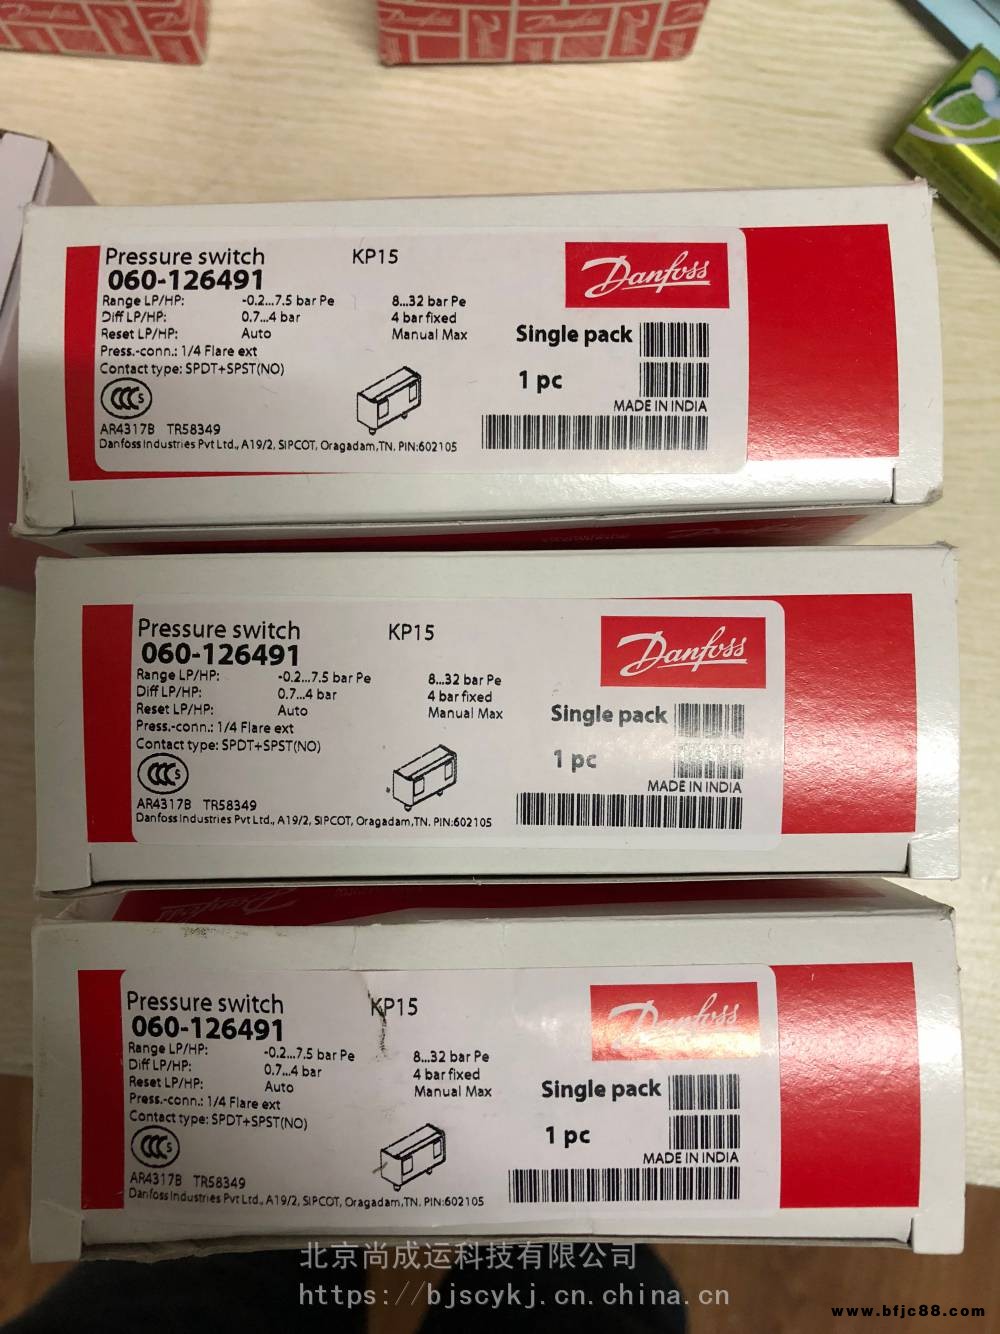 Danfoss
Danfoss
Pressure switch KP15
060-126491
Range LP/HP: -0.2...7.5 bar Pe 8...32 bar Pe
Diff LP/HP: 0.7...4 bar 4 bar fixed
Reset LP/HP: Auto Manual Max
Press.-conn.: 1/4 Flare ext
Contact type: SPDT+SPST(NO)
CCC S
AR4317B TR58349
Danfoss Industries Pvt Ltd., A19/2, SIPCOT, Oragadam,TN. PIN:602105
Danfoss
Single pack
1 pc
MADE IN INDIA
Pressure switch KP15
060-126491
Range LP/HP: -0.2...7.5 bar Pe 8...32 bar Pe
Diff LP/HP: 0.7...4 bar 4 bar fixed
Reset LP/HP: Auto Manual Max
Press.-conn.: 1/4 Flare ext
Contact type: SPDT+SPST(NO)
CCC S
AR4317B TR58349
Danfoss Industries Pvt Ltd., A19/2, SIPCOT, Oragadam,TN. PIN:602105
Danfoss
Single pack
1 pc
MADE IN INDIA
Danfoss
Pressure switch KP15
060-126491
Range LP/HP: -0.2...7.5 bar Pe 8...32 bar Pe
Diff LP/HP: 0.7...4 bar 4 bar fixed
Reset LP/HP: Auto Manual Max
Press.-conn.: 1/4 Flare ext
Contact type: SPDT+SPST(NO)
CCC S
AR4317B TR58349
Danfoss Industries Pvt Ltd., A19/2, SIPCOT, Oragadam,TN. PIN:602105
Danfoss
Single pack
1 pc
MADE IN INDIA
北京尚成运科技有限公司
https://bjscykj.cn.china.cn
www.bfjc88.com